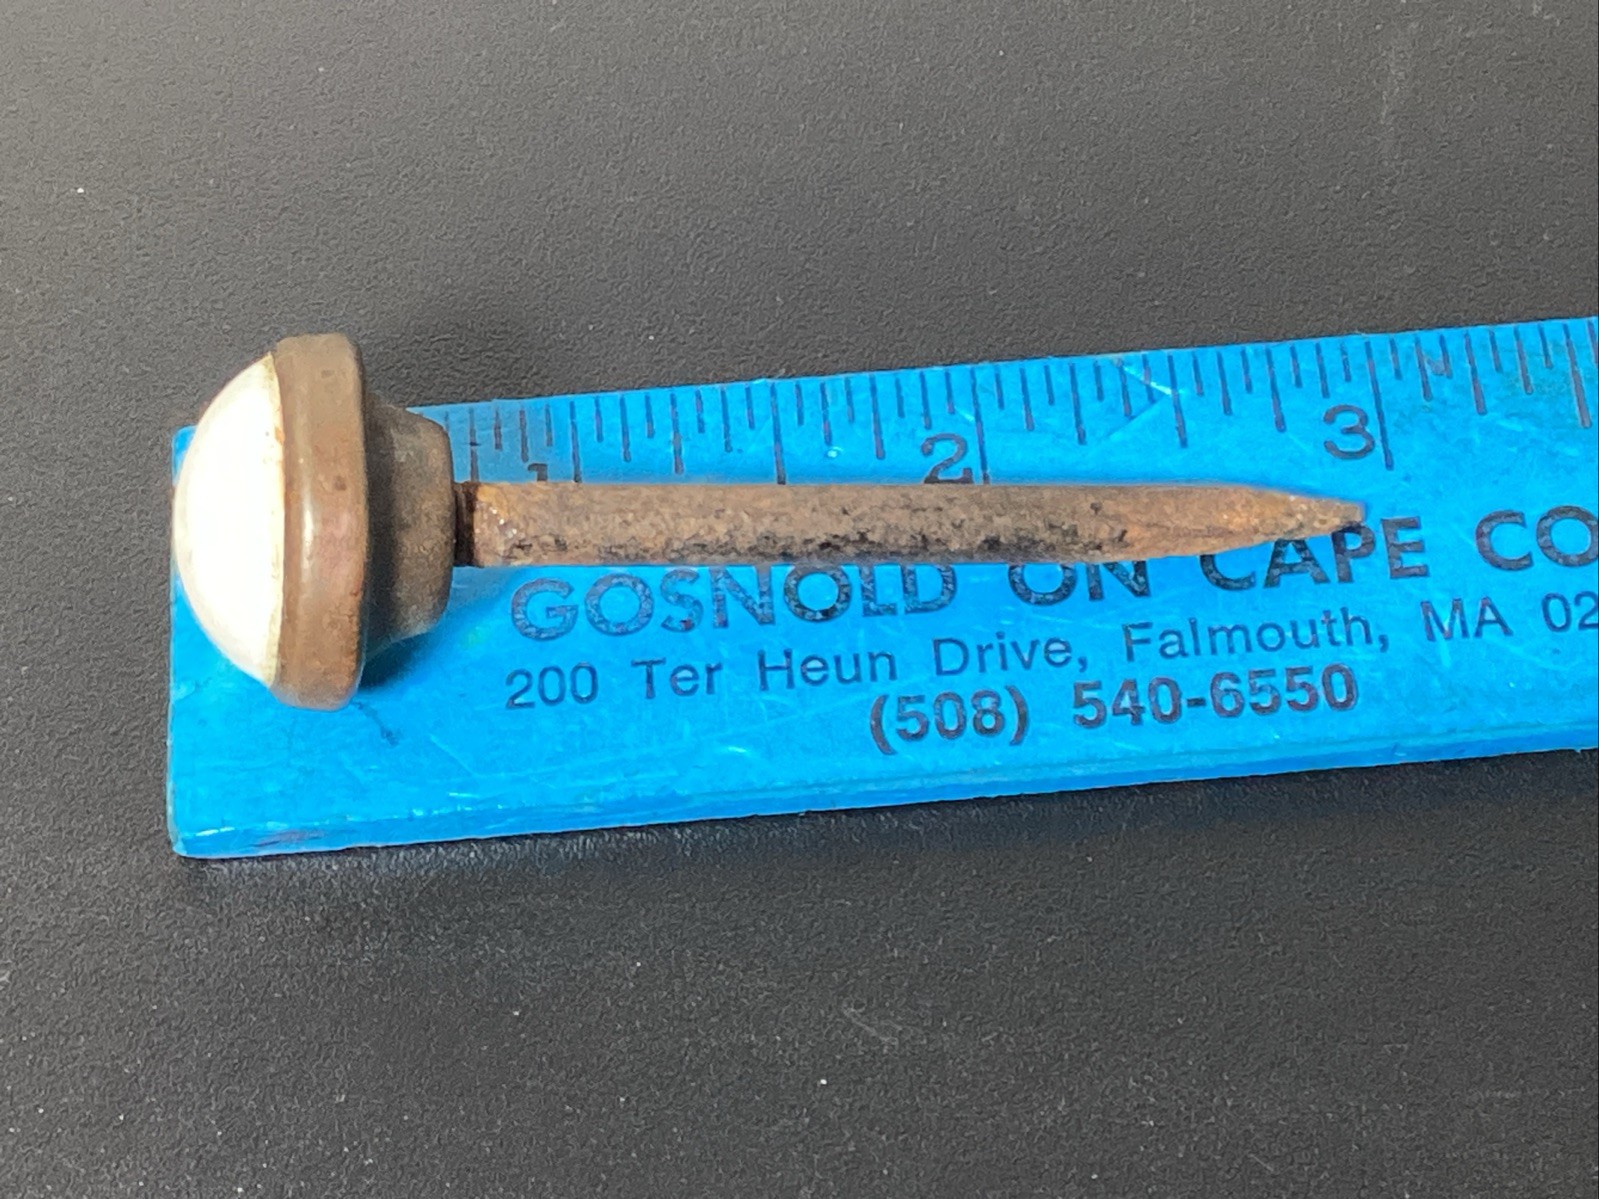 1 2 3
GOSNOLD ON CAPE CO
200 Ter Heun Drive, Falmouth, MA 02
(508) 540-6550